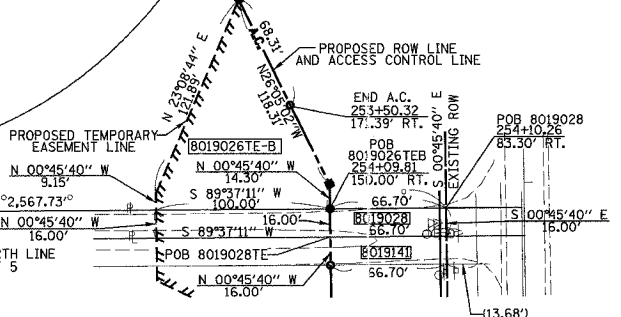 68.31'
A.C.
PROPOSED ROW LINE
AND ACCESS CONTROL LINE
N 23°08'44" E
121.89'
N26°05'02"W
118.31'
END A.C.
253+50.32
171.39' RT.
S 00°45'40" E
EXISTING ROW
POB 8019028
254+10.26
83.30' RT.
PROPOSED TEMPORARY
EASEMENT LINE
8019026TE-B
POB
8019026TEB
254+09.81
150.00' RT.
N 00°45'40" W
9.15'
N 00°45'40" W
14.30'
S 89°37'11" W
100.00'
66.70'
°2,567.73'
N 00°45'40" W
16.00'
16.00'
8019028
S 00°45'40" E
16.00'
S 89°37'11" W
66.70'
RTH LINE
5
POB 8019028TE
8019141
66.70'
N 00°45'40" W
16.00'
(13.68')